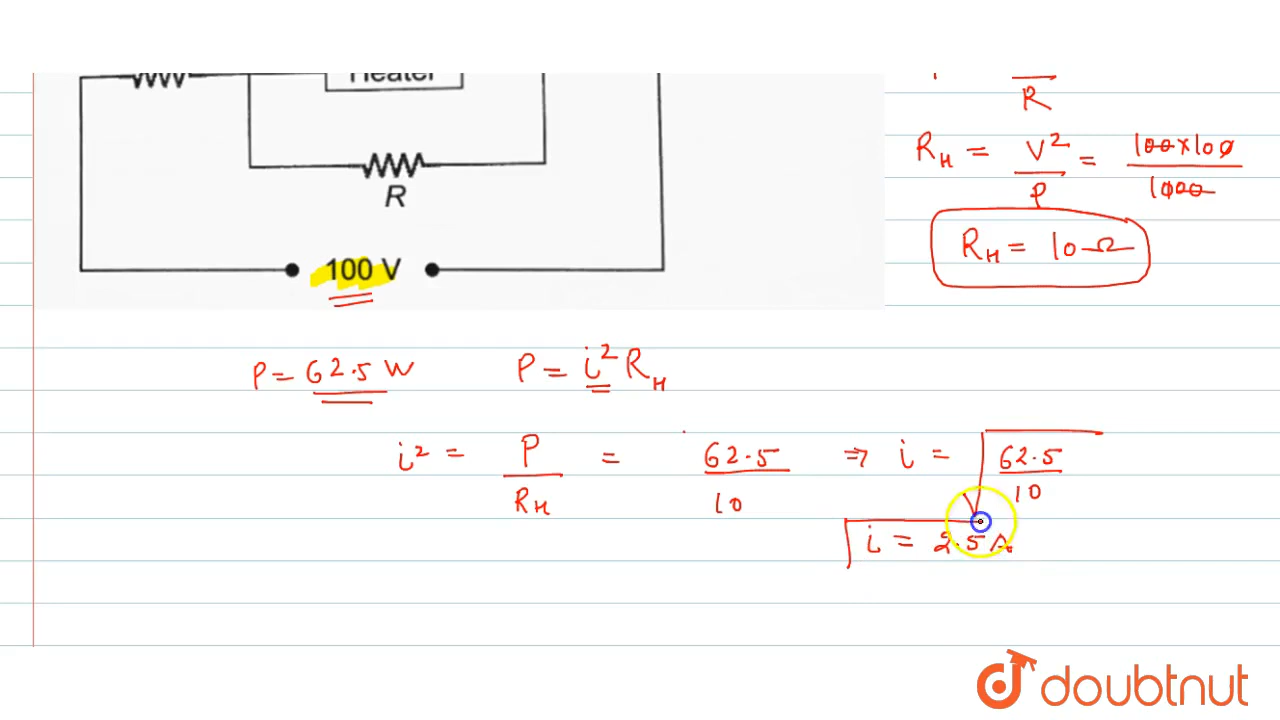 Heater
R
R
R_H = V²/P = 100×100/1000
R_H = 10 Ω
100 V
P = 62.5 W P = i² R_H
i² = P/R_H = 62.5/10 ⇒ i = √(62.5/10)
i = 2.5 A
doubtnut